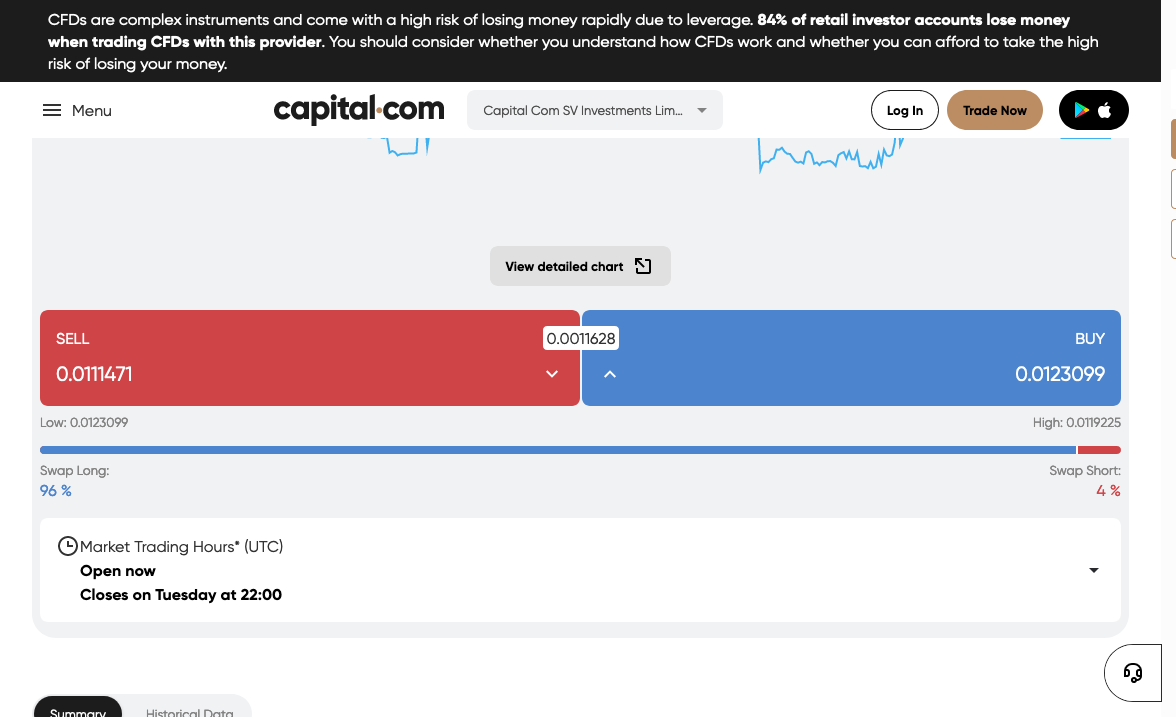 CFDs are complex instruments and come with a high risk of losing money rapidly due to leverage. 84% of retail investor accounts lose money
when trading CFDs with this provider. You should consider whether you understand how CFDs work and whether you can afford to take the high
risk of losing your money.
Menu
capital.com
Capital Com SV Investments Lim...
Log In
Trade Now
View detailed chart
SELL
0.0011628
BUY
0.0111471
0.0123099
Low: 0.0123099
High: 0.0119225
Swap Long:
Swap Short:
96 %
4 %
Market Trading Hours* (UTC)
Open now
Closes on Tuesday at 22:00
Summary
Historical Data